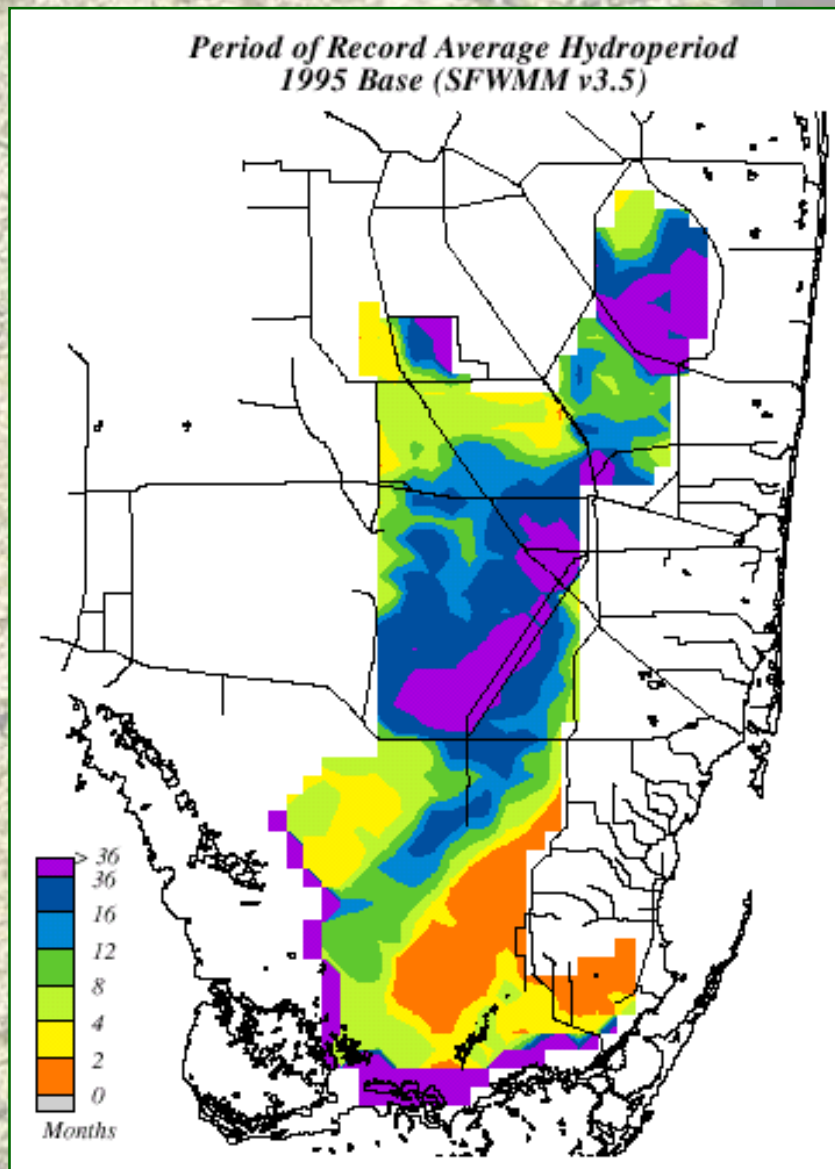 Period of Record Average Hydroperiod
1995 Base (SFWMM v3.5)
> 36
36
16
12
8
4
2
0
Months